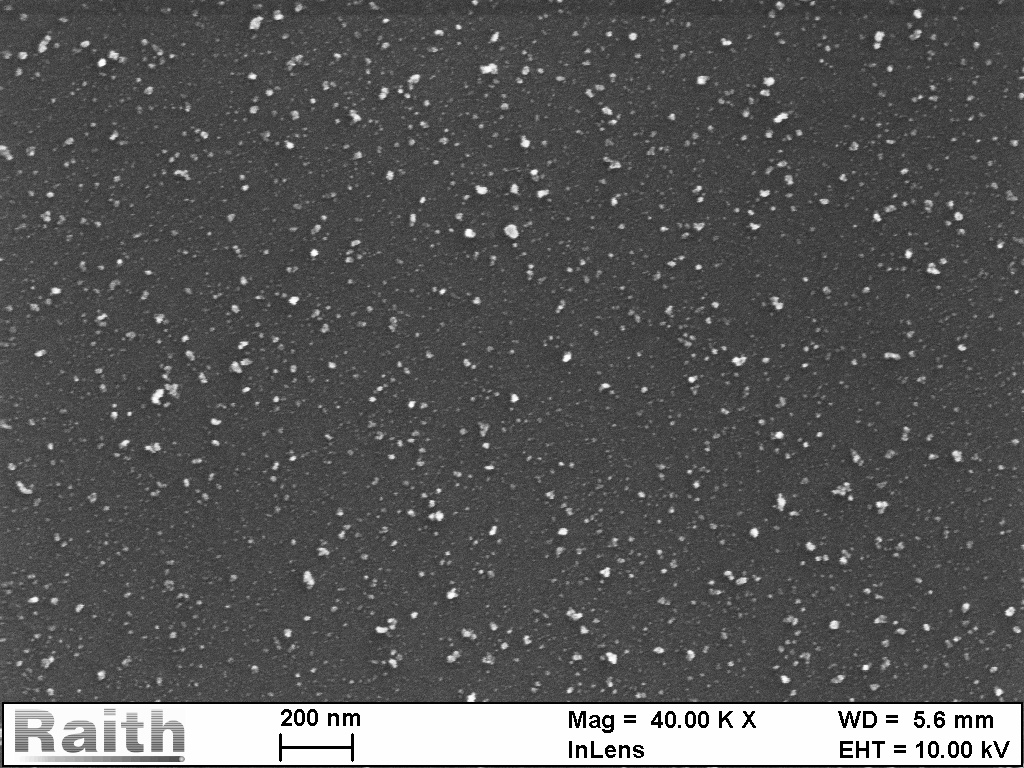 Raith
200 nm
Mag = 40.00 K X
InLens
WD = 5.6 mm
EHT = 10.00 kV